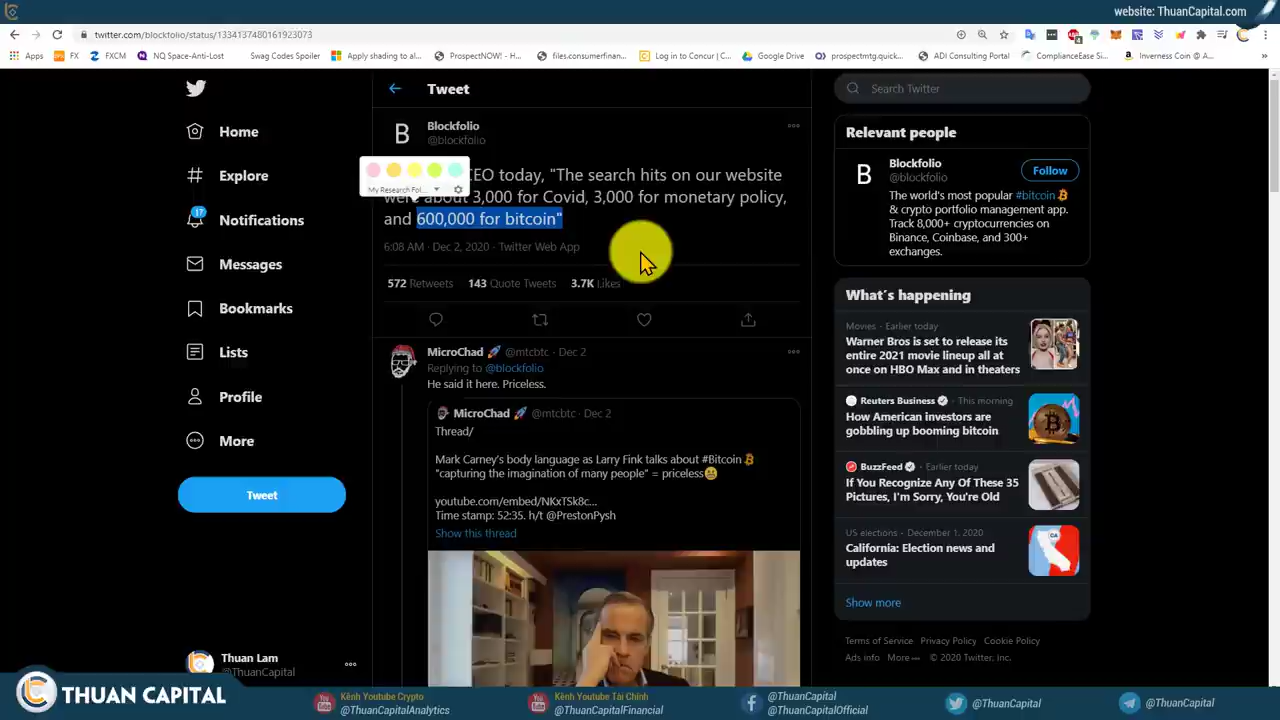 website: ThuanCapital.com
twitter.com/blockfolio/status/1334137480161923073
Apps
FX
FXCM
NQ Space-Anti-Lost
Swag Codes Spoiler
Apply shading to al...
ProspectNOW! - H...
files.consumerfinan...
Log in to Concur | C...
Google Drive
prospectmtg.quick...
ADI Consulting Portal
ComplianceEase Si...
Inverness Coin @ A...
Home
Explore
17
Notifications
Messages
Bookmarks
Lists
Profile
More
Tweet
Thuan Lam
@ThuanCapital
Tweet
Blockfolio
@blockfolio
EO today, "The search hits on our website
were about 3,000 for Covid, 3,000 for monetary policy,
and 600,000 for bitcoin"
My Research Fol...
6:08 AM · Dec 2, 2020 · Twitter Web App
572 Retweets 143 Quote Tweets 3.7K Likes
MicroChad @mtcbtc · Dec 2
Replying to @blockfolio
He said it here. Priceless.
MicroChad @mtcbtc · Dec 2
Thread/
Mark Carney's body language as Larry Fink talks about #Bitcoin
"capturing the imagination of many people" = priceless
youtube.com/embed/NKxTSk8c...
Time stamp: 52:35. h/t @PrestonPysh
Show this thread
Search Twitter
Relevant people
Blockfolio
@blockfolio
Follow
The world's most popular #bitcoin
& crypto portfolio management app.
Track 8,000+ cryptocurrencies on
Binance, Coinbase, and 300+
exchanges.
What's happening
Movies · Earlier today
Warner Bros is set to release its
entire 2021 movie lineup all at
once on HBO Max and in theaters
Reuters Business · This morning
How American investors are
gobbling up booming bitcoin
BuzzFeed · Earlier today
If You Recognize Any Of These 35
Pictures, I'm Sorry, You're Old
US elections · December 1, 2020
California: Election news and
updates
CA
Show more
Terms of Service Privacy Policy Cookie Policy
Ads info More © 2020 Twitter, Inc.
THUAN CAPITAL
Kênh Youtube Crypto
@ThuanCapitalAnalytics
Kênh Youtube Tài Chính
@ThuanCapitalFinancial
@ThuanCapital
@ThuanCapitalOfficial
@ThuanCapital
@ThuanCapital